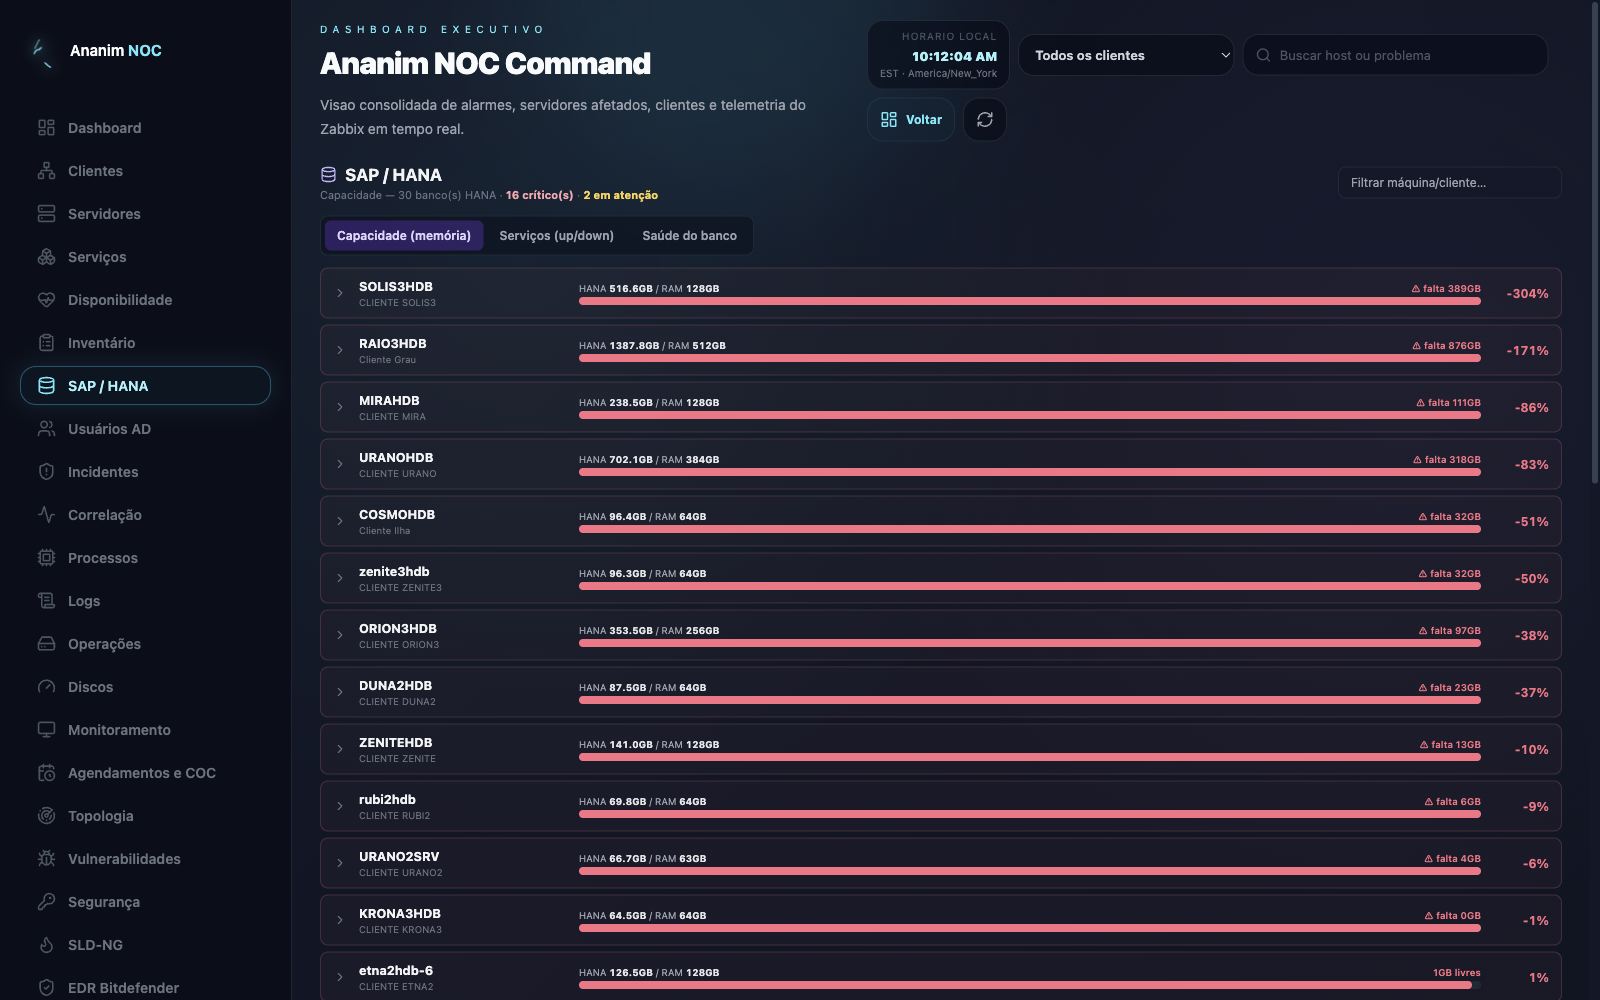 Ananim NOC
Dashboard
Clientes
Servidores
Serviços
Disponibilidade
Inventário
SAP / HANA
Usuários AD
Incidentes
Correlação
Processos
Logs
Operações
Discos
Monitoramento
Agendamentos e COC
Topologia
Vulnerabilidades
Segurança
SLD-NG
EDR Bitdefender
DASHBOARD EXECUTIVO
Ananim NOC Command
Visao consolidada de alarmes, servidores afetados, clientes e telemetria do
Zabbix em tempo real.
HORARIO LOCAL
10:12:04 AM
EST · America/New_York
Todos os clientes
Buscar host ou problema
Voltar
SAP / HANA
Capacidade — 30 banco(s) HANA · 16 crítico(s) · 2 em atenção
Filtrar máquina/cliente...
Capacidade (memória) Serviços (up/down) Saúde do banco
SOLIS3HDB
CLIENTE SOLIS3
HANA 516.6GB / RAM 128GB
falta 389GB
-304%
RAIO3HDB
Cliente Grau
HANA 1387.8GB / RAM 512GB
falta 876GB
-171%
MIRAHDB
CLIENTE MIRA
HANA 238.5GB / RAM 128GB
falta 111GB
-86%
URANOHDB
CLIENTE URANO
HANA 702.1GB / RAM 384GB
falta 318GB
-83%
COSMOHDB
Cliente Ilha
HANA 96.4GB / RAM 64GB
falta 32GB
-51%
zenite3hdb
CLIENTE ZENITE3
HANA 96.3GB / RAM 64GB
falta 32GB
-50%
ORION3HDB
CLIENTE ORION3
HANA 353.5GB / RAM 256GB
falta 97GB
-38%
DUNA2HDB
CLIENTE DUNA2
HANA 87.5GB / RAM 64GB
falta 23GB
-37%
ZENITEHDB
CLIENTE ZENITE
HANA 141.0GB / RAM 128GB
falta 13GB
-10%
rubi2hdb
CLIENTE RUBI2
HANA 69.8GB / RAM 64GB
falta 6GB
-9%
URANO2SRV
CLIENTE URANO2
HANA 66.7GB / RAM 63GB
falta 4GB
-6%
KRONA3HDB
CLIENTE KRONA3
HANA 64.5GB / RAM 64GB
falta 0GB
-1%
etna2hdb-6
CLIENTE ETNA2
HANA 126.5GB / RAM 128GB
1GB livres
1%